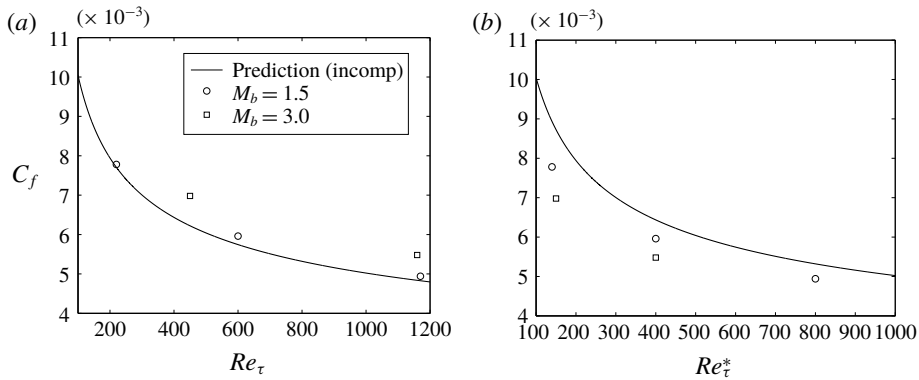 (a) (× 10⁻³)
11
10
9
8
7
6
5
4
C_f
200 400 600 800 1000 1200
Re_τ
Prediction (incomp)
M_b = 1.5
M_b = 3.0
(b) (× 10⁻³)
11
10
9
8
7
6
5
4
100 200 300 400 500 600 700 800 900 1000
Re_τ*